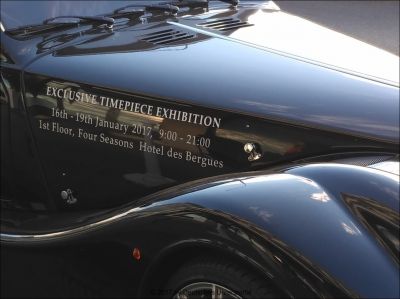 EXCLUSIVE TIMEPIECE EXHIBITION
16th - 19th January 2017, 9:00 - 21:00
1st Floor, Four Seasons Hotel des Bergues